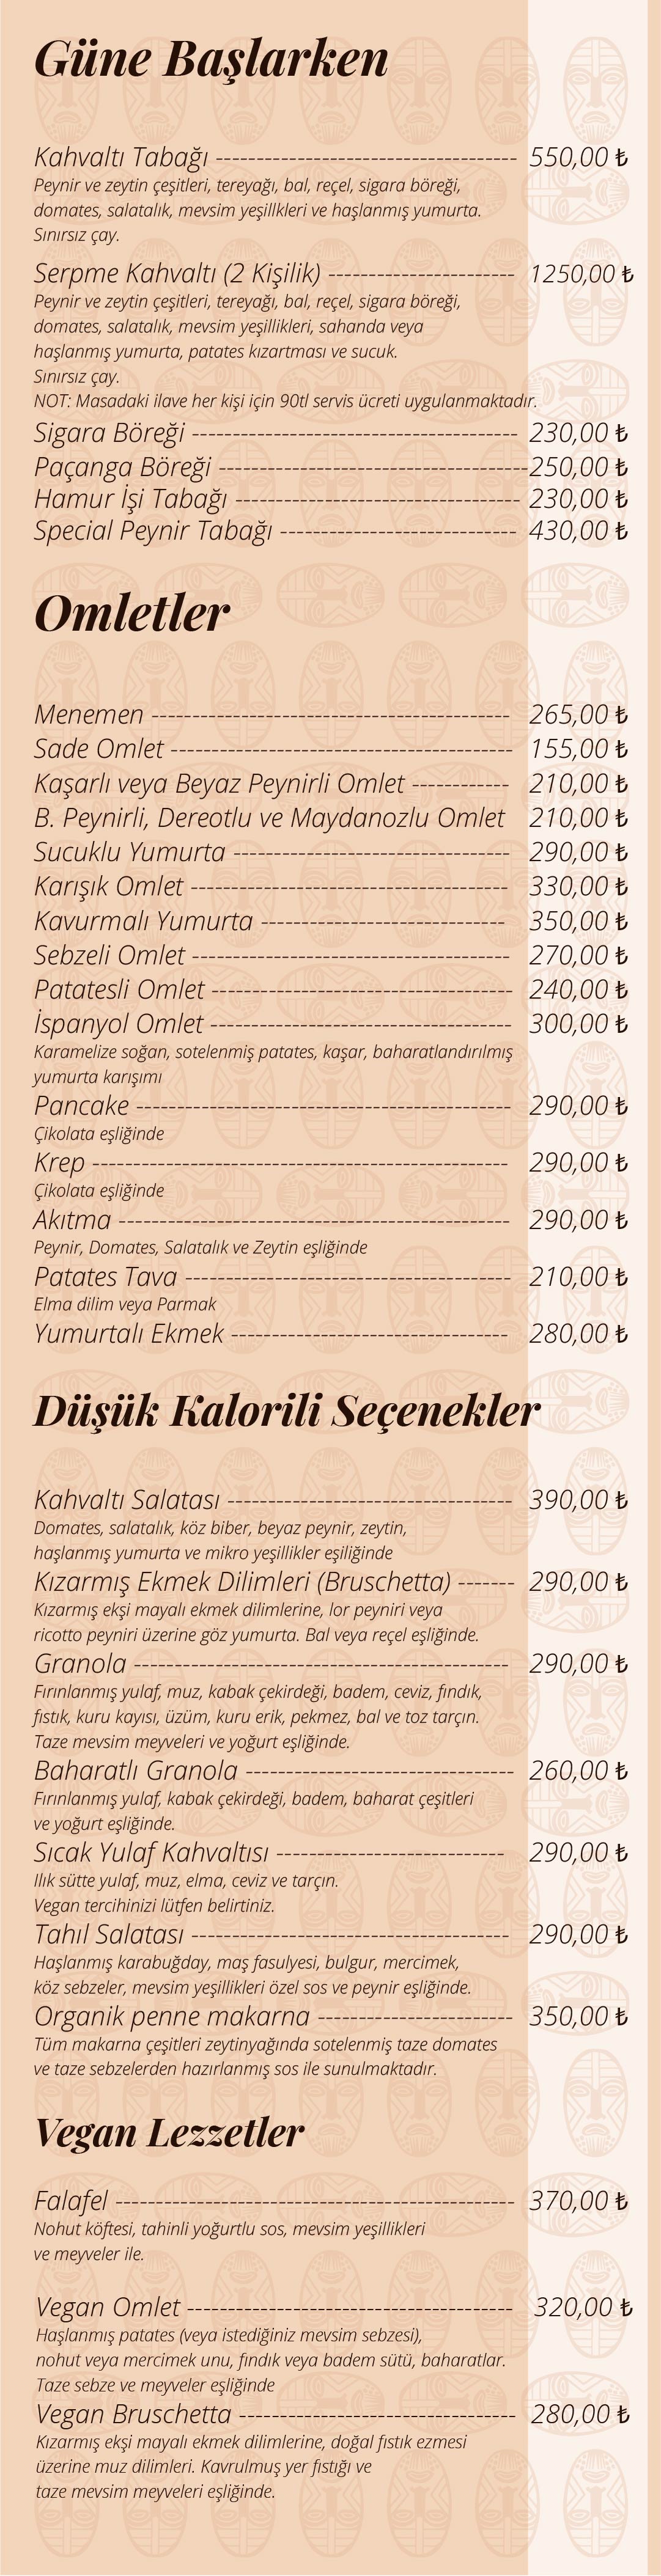 Güne Başlarken
Kahvaltı Tabağı ------------------------------------- 550,00 ₺
Peynir ve zeytin çeşitleri, tereyağı, bal, reçel, sigara böreği,
domates, salatalık, mevsim yeşillkleri ve haşlanmış yumurta.
Sınırsız çay.
Serpme Kahvaltı (2 Kişilik) ----------------------- 1250,00 ₺
Peynir ve zeytin çeşitleri, tereyağı, bal, reçel, sigara böreği,
domates, salatalık, mevsim yeşillikleri, sahanda veya
haşlanmış yumurta, patates kızartması ve sucuk.
Sınırsız çay.
NOT: Masadaki ilave her kişi için 90tl servis ücreti uygulanmaktadır.
Sigara Böreği ---------------------------------------- 230,00 ₺
Paçanga Böreği --------------------------------------250,00 ₺
Hamur İşi Tabağı ----------------------------------- 230,00 ₺
Special Peynir Tabağı ----------------------------- 430,00 ₺
Omletler
Menemen -------------------------------------------- 265,00 ₺
Sade Omlet ------------------------------------------ 155,00 ₺
Kaşarlı veya Beyaz Peynirli Omlet ------------ 210,00 ₺
B. Peynirli, Dereotlu ve Maydanozlu Omlet 210,00 ₺
Sucuklu Yumurta ---------------------------------- 290,00 ₺
Karışık Omlet --------------------------------------- 330,00 ₺
Kavurmalı Yumurta ------------------------------ 350,00 ₺
Sebzeli Omlet --------------------------------------- 270,00 ₺
Patatesli Omlet ------------------------------------- 240,00 ₺
İspanyol Omlet ------------------------------------- 300,00 ₺
Karamelize soğan, sotelenmiş patates, kaşar, baharatlandırılmış
yumurta karışımı
Pancake ---------------------------------------------- 290,00 ₺
Çikolata eşliğinde
Krep --------------------------------------------------- 290,00 ₺
Çikolata eşliğinde
Akıtma ------------------------------------------------ 290,00 ₺
Peynir, Domates, Salatalık ve Zeytin eşliğinde
Patates Tava ---------------------------------------- 210,00 ₺
Elma dilim veya Parmak
Yumurtalı Ekmek ---------------------------------- 280,00 ₺
Düşük Kalorili Seçenekler
Kahvaltı Salatası ----------------------------------- 390,00 ₺
Domates, salatalık, köz biber, beyaz peynir, zeytin,
haşlanmış yumurta ve mikro yeşillikler eşiliğinde
Kızarmış Ekmek Dilimleri (Bruschetta) ------- 290,00 ₺
Kızarmış ekşi mayalı ekmek dilimlerine, lor peyniri veya
ricotto peyniri üzerine göz yumurta. Bal veya reçel eşliğinde.
Granola ---------------------------------------------- 290,00 ₺
Fırınlanmış yulaf, muz, kabak çekirdeği, badem, ceviz, fındık,
fıstık, kuru kayısı, üzüm, kuru erik, pekmez, bal ve toz tarçın.
Taze mevsim meyveleri ve yoğurt eşliğinde.
Baharatlı Granola --------------------------------- 260,00 ₺
Fırınlanmış yulaf, kabak çekirdeği, badem, baharat çeşitleri
ve yoğurt eşliğinde.
Sıcak Yulaf Kahvaltısı ---------------------------- 290,00 ₺
Ilık sütte yulaf, muz, elma, ceviz ve tarçın.
Vegan tercihinizi lütfen belirtiniz.
Tahıl Salatası --------------------------------------- 290,00 ₺
Haşlanmış karabuğday, maş fasulyesi, bulgur, mercimek,
köz sebzeler, mevsim yeşillikleri özel sos ve peynir eşliğinde.
Organik penne makarna ------------------------ 350,00 ₺
Tüm makarna çeşitleri zeytinyağında sotelenmiş taze domates
ve taze sebzelerden hazırlanmış sos ile sunulmaktadır.
Vegan Lezzetler
Falafel ------------------------------------------------- 370,00 ₺
Nohut köftesi, tahinli yoğurtlu sos, mevsim yeşillikleri
ve meyveler ile.
Vegan Omlet ---------------------------------------- 320,00 ₺
Haşlanmış patates (veya istediğiniz mevsim sebzesi),
nohut veya mercimek unu, fındık veya badem sütü, baharatlar.
Taze sebze ve meyveler eşliğinde
Vegan Bruschetta ---------------------------------- 280,00 ₺
Kızarmış ekşi mayalı ekmek dilimlerine, doğal fıstık ezmesi
üzerine muz dilimleri. Kavrulmuş yer fıstığı ve
taze mevsim meyveleri eşliğinde.